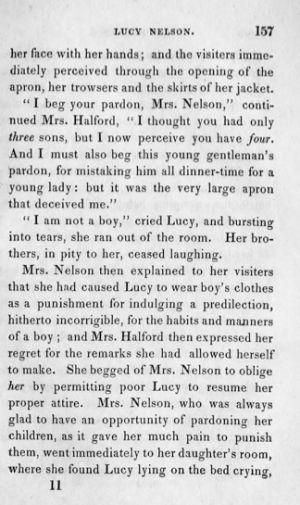 LUCY NELSON. 157
her face with her hands; and the visiters imme-
diately perceived through the opening of the
apron, her trowsers and the skirts of her jacket.
"I beg your pardon, Mrs. Nelson," conti-
nued Mrs. Halford, "I thought you had only
three sons, but I now perceive you have four.
And I must also beg this young gentleman's
pardon, for mistaking him all dinner-time for a
young lady: but it was the very large apron
that deceived me."
"I am not a boy," cried Lucy, and bursting
into tears, she ran out of the room. Her bro-
thers, in pity to her, ceased laughing.
Mrs. Nelson then explained to her visiters
that she had caused Lucy to wear boy's clothes
as a punishment for indulging a predilection,
hitherto incorrigible, for the habits and manners
of a boy; and Mrs. Halford then expressed her
regret for the remarks she had allowed herself
to make. She begged of Mrs. Nelson to oblige
her by permitting poor Lucy to resume her
proper attire. Mrs. Nelson, who was always
glad to have an opportunity of pardoning her
children, as it gave her much pain to punish
them, went immediately to her daughter's room,
where she found Lucy lying on the bed crying,
11